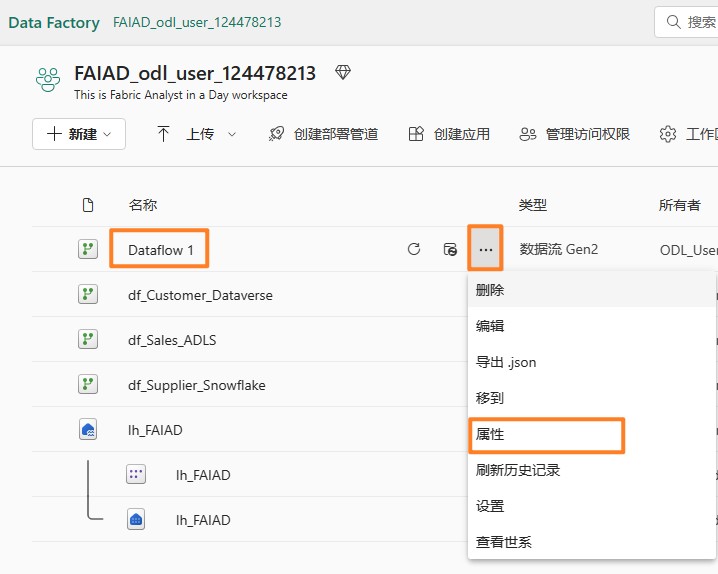 Data Factory FAIAD_odl_user_124478213 搜索
FAIAD_odl_user_124478213
This is Fabric Analyst in a Day workspace
新建 上传 创建部署管道 创建应用 管理访问权限 工作区
名称 类型 所有者
Dataflow 1 ... 数据流 Gen2 ODL_User
删除
df_Customer_Dataverse
编辑
df_Sales_ADLS
导出 .json
df_Supplier_Snowflake
移到
lh_FAIAD
属性
lh_FAIAD
刷新历史记录
设置
lh_FAIAD
查看世系